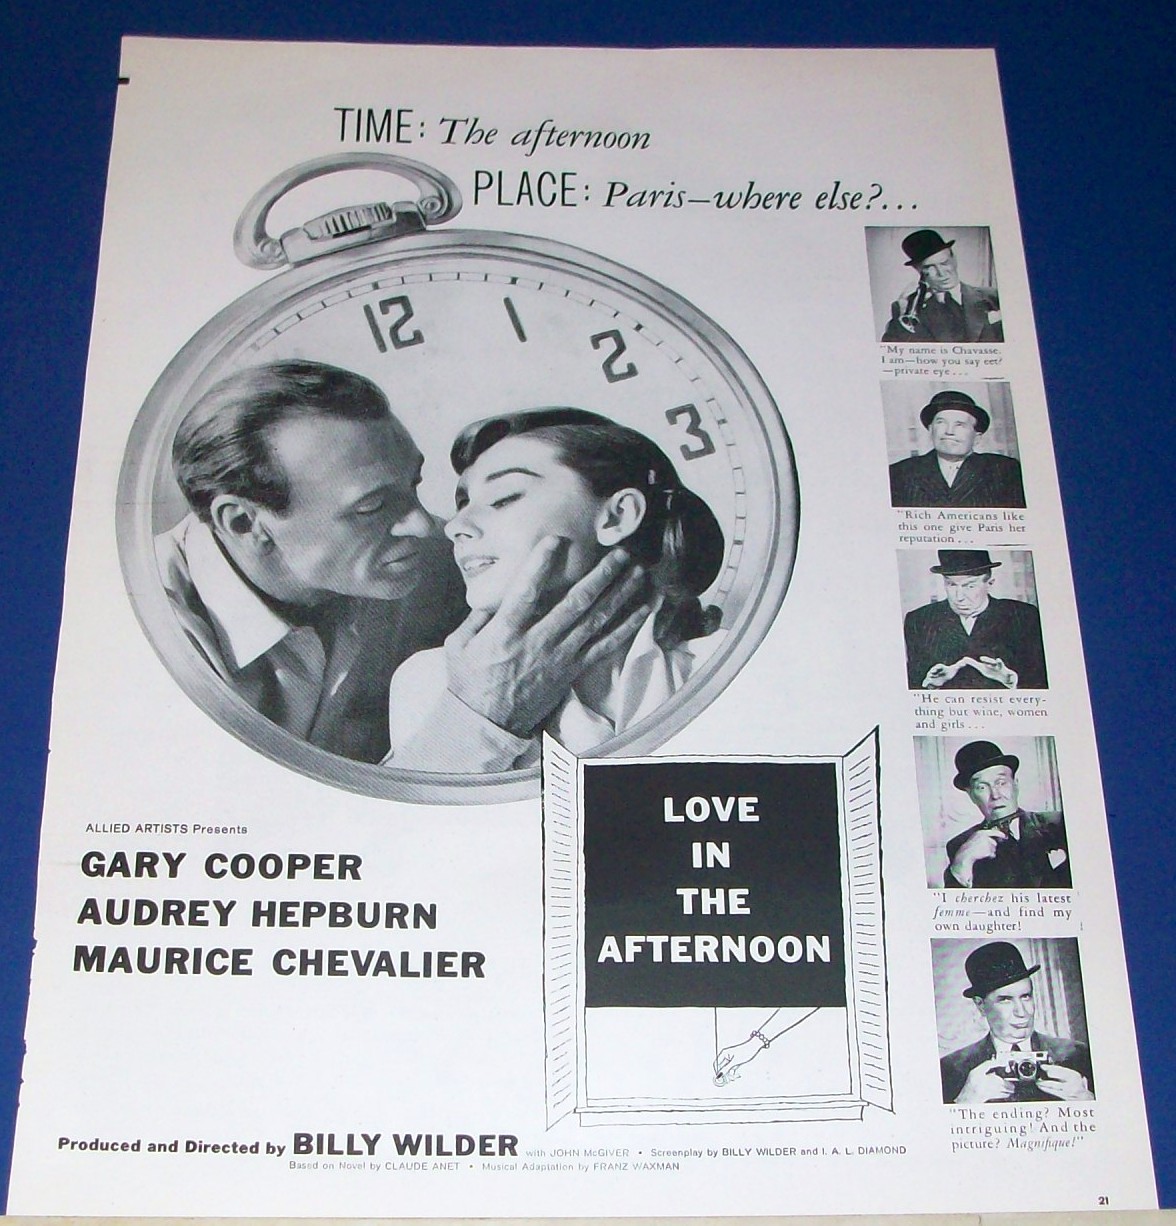 TIME: The afternoon
PLACE: Paris—where else?...
12
1
2
3
"My name is Chavasse.
I am—how you say eet?
—private eye...
"Rich Americans like
this one give Paris her
reputation...
"He can resist every-
thing but wine, women
and girls...
"I cherchez his latest
femme—and find my
own daughter!
"The ending? Most
intriguing! And the
picture? Magnifique!"
LOVE
IN
THE
AFTERNOON
ALLIED ARTISTS Presents
GARY COOPER
AUDREY HEPBURN
MAURICE CHEVALIER
Produced and Directed by BILLY WILDER with JOHN McGIVER • Screenplay by BILLY WILDER and I. A. L. DIAMOND
Based on Novel by CLAUDE ANET • Musical Adaptation by FRANZ WAXMAN
21